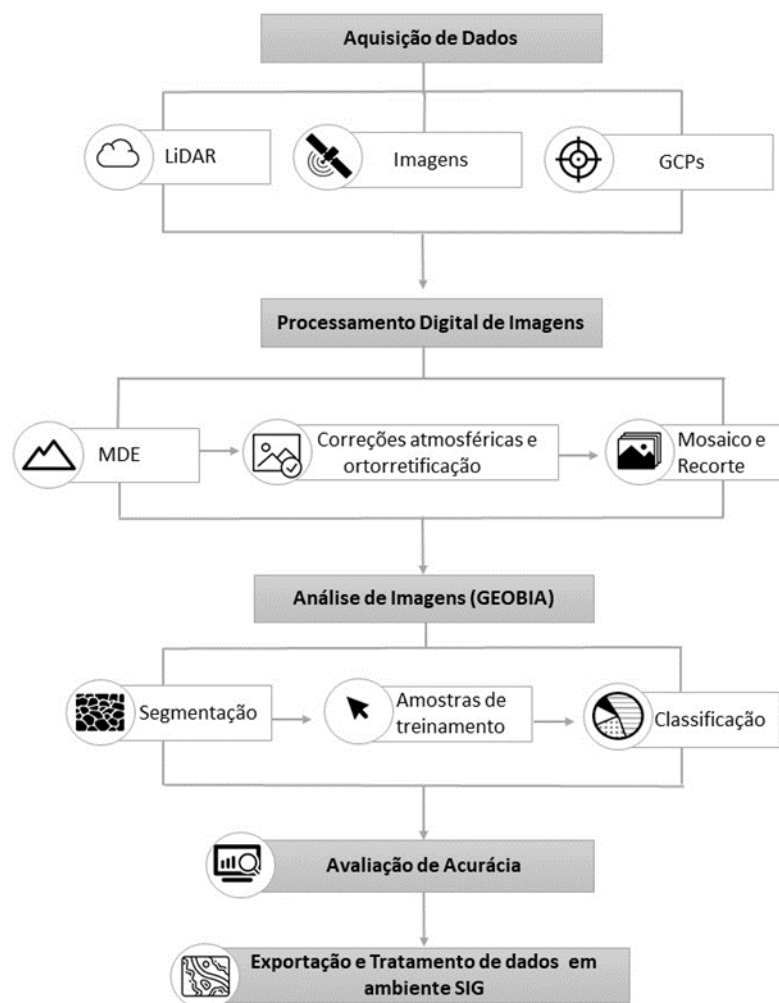 Aquisição de Dados
LiDAR
Imagens
GCPs
Processamento Digital de Imagens
MDE
Correções atmosféricas e
ortorretificação
Mosaico e
Recorte
Análise de Imagens (GEOBIA)
Segmentação
Amostras de
treinamento
Classificação
Avaliação de Acurácia
Exportação e Tratamento de dados em
ambiente SIG